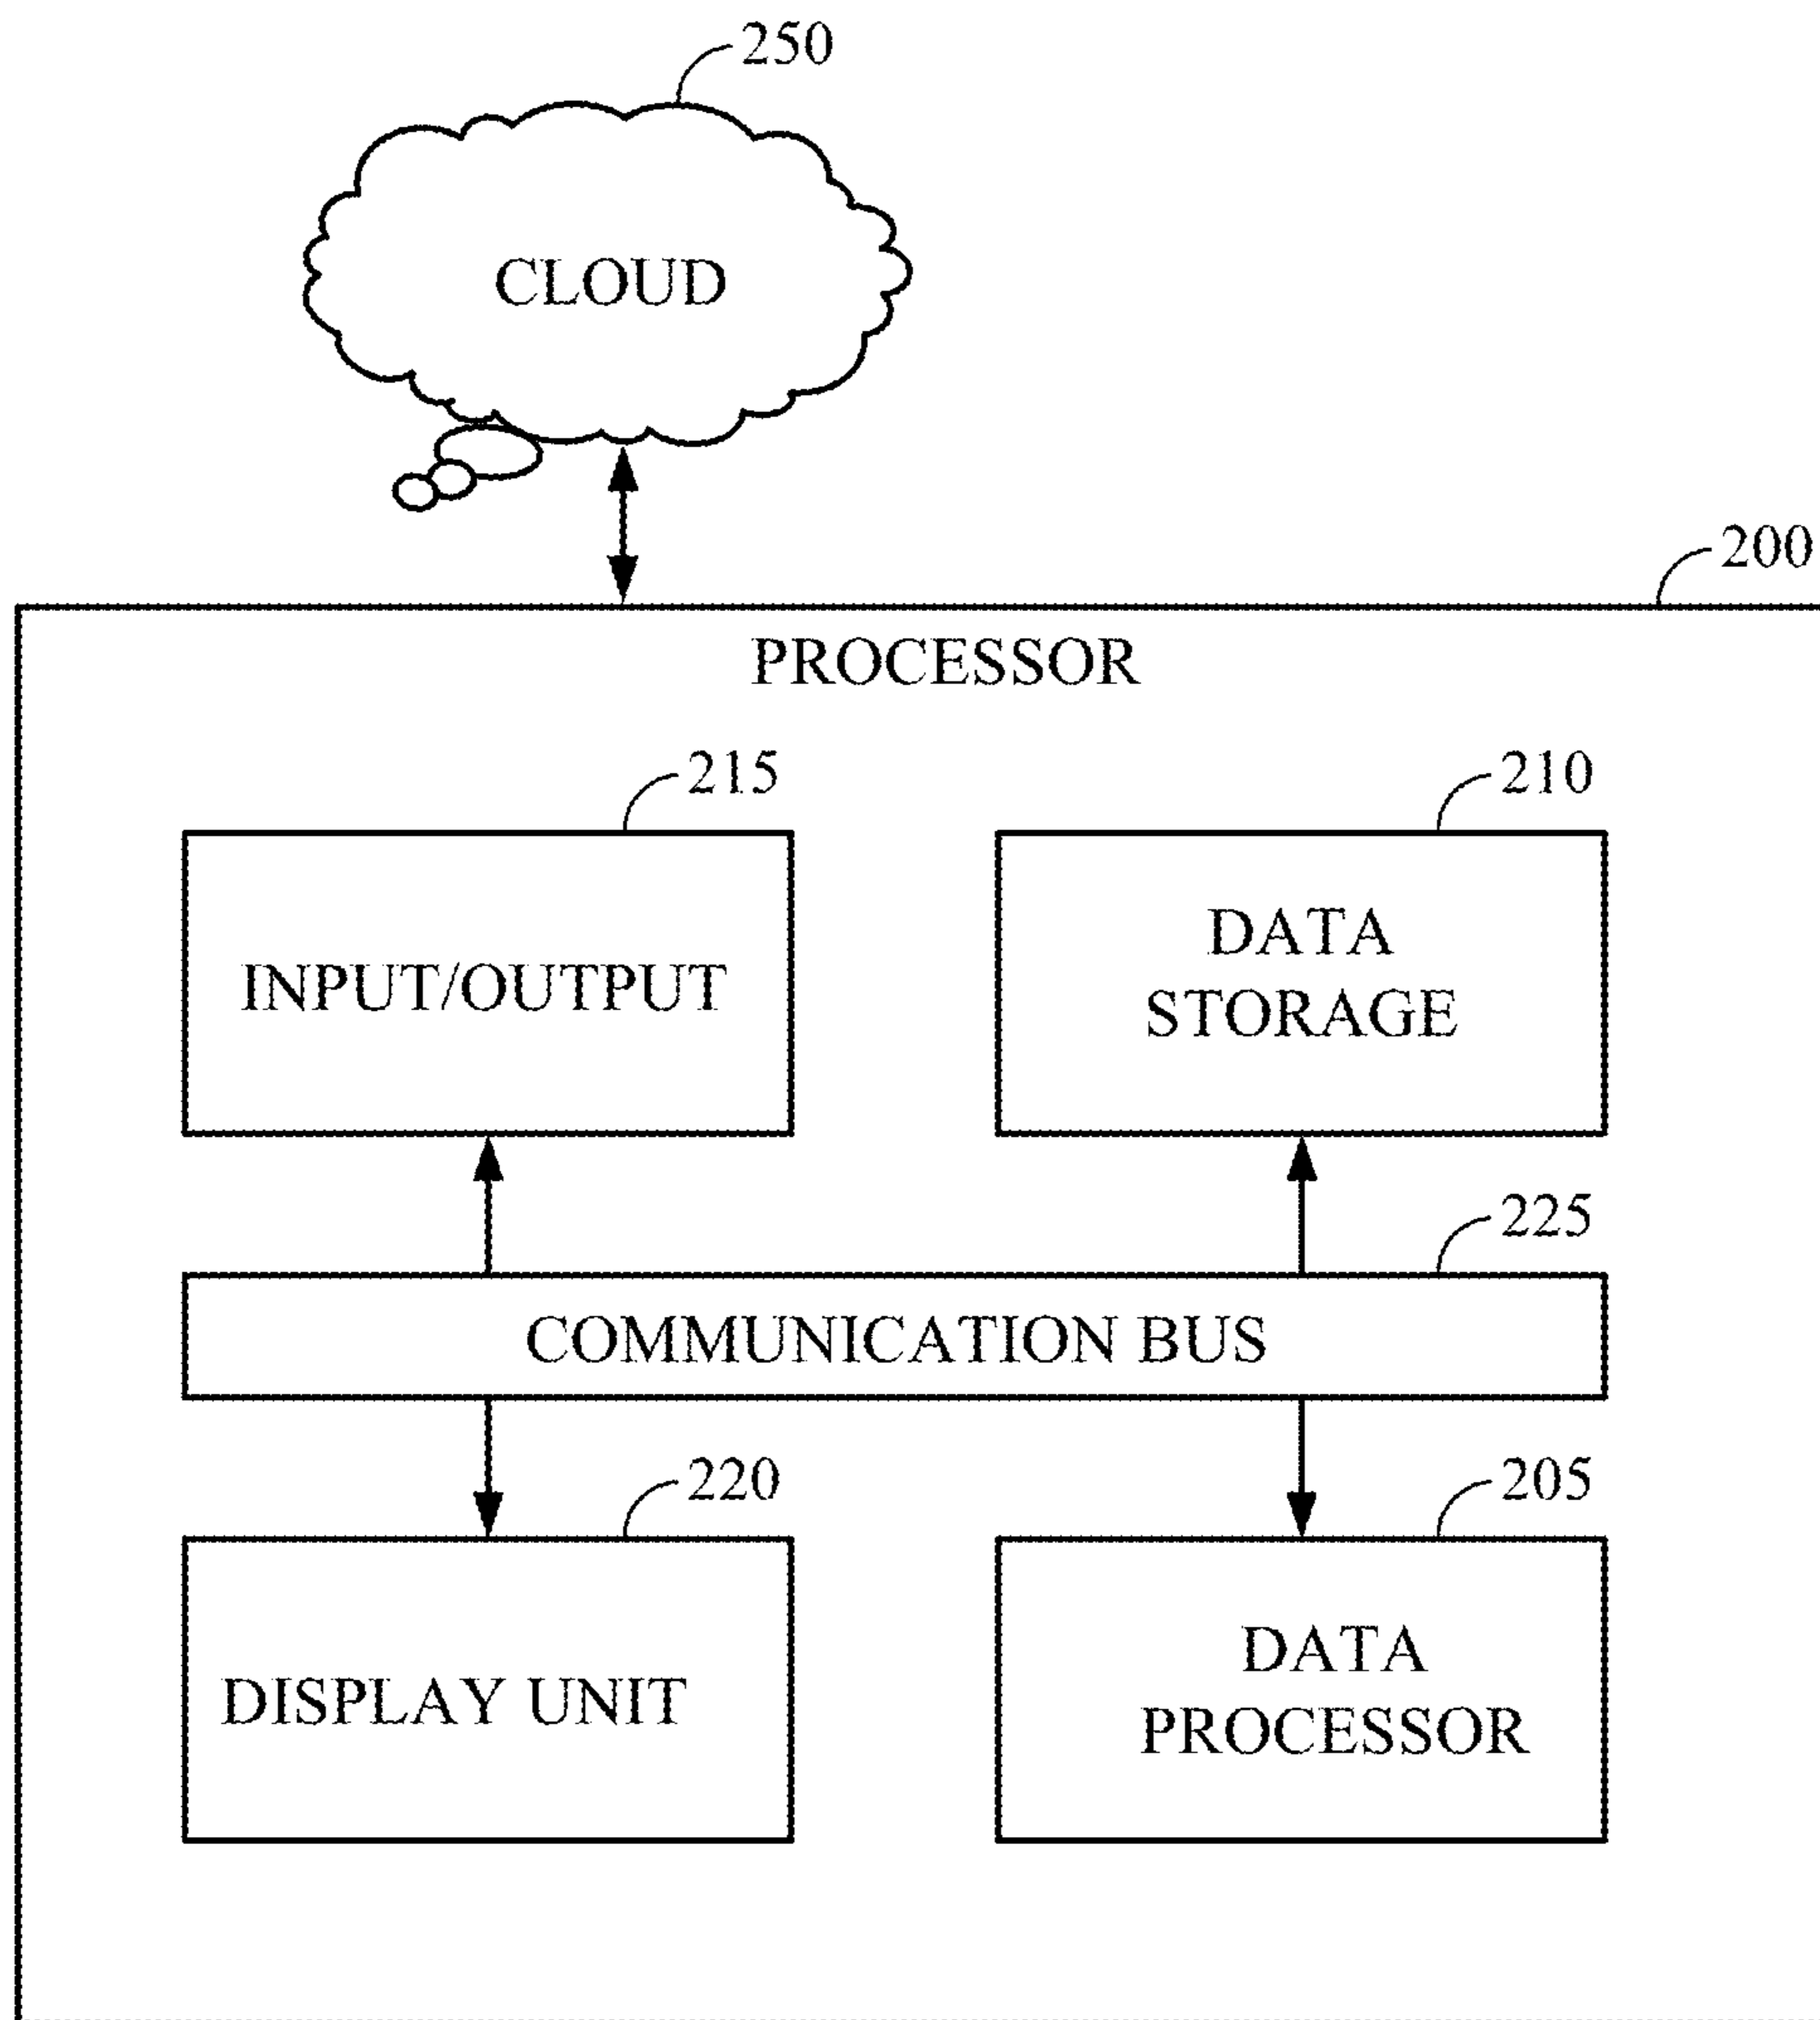 250
CLOUD
200
PROCESSOR
215
210
INPUT/OUTPUT
DATA
STORAGE
225
COMMUNICATION BUS
220
205
DISPLAY UNIT
DATA
PROCESSOR